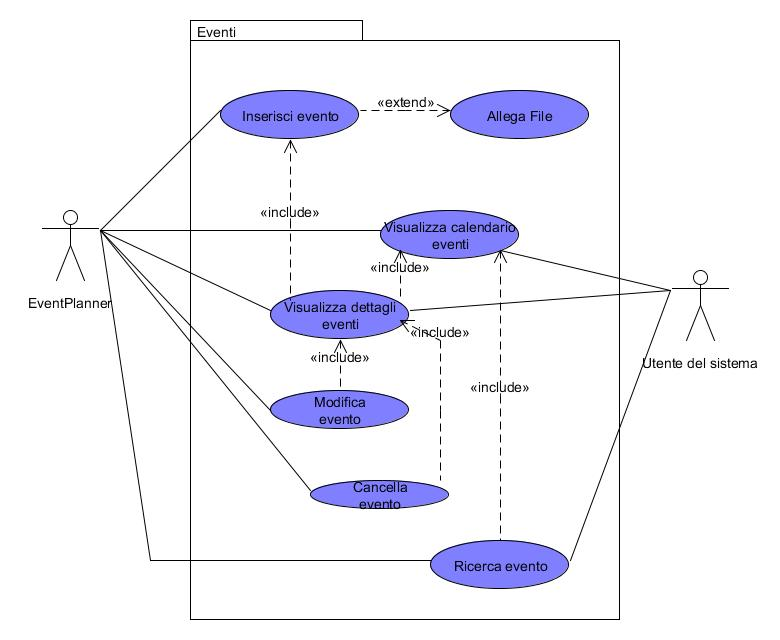 Eventi
«extend»
Inserisci evento
Allega File
«include»
Visualizza calendario
eventi
«include»
EventPlanner
Visualizza dettagli
eventi
«include»
«include»
Utente del sistema
«include»
Modifica
evento
Cancella
evento
Ricerca evento